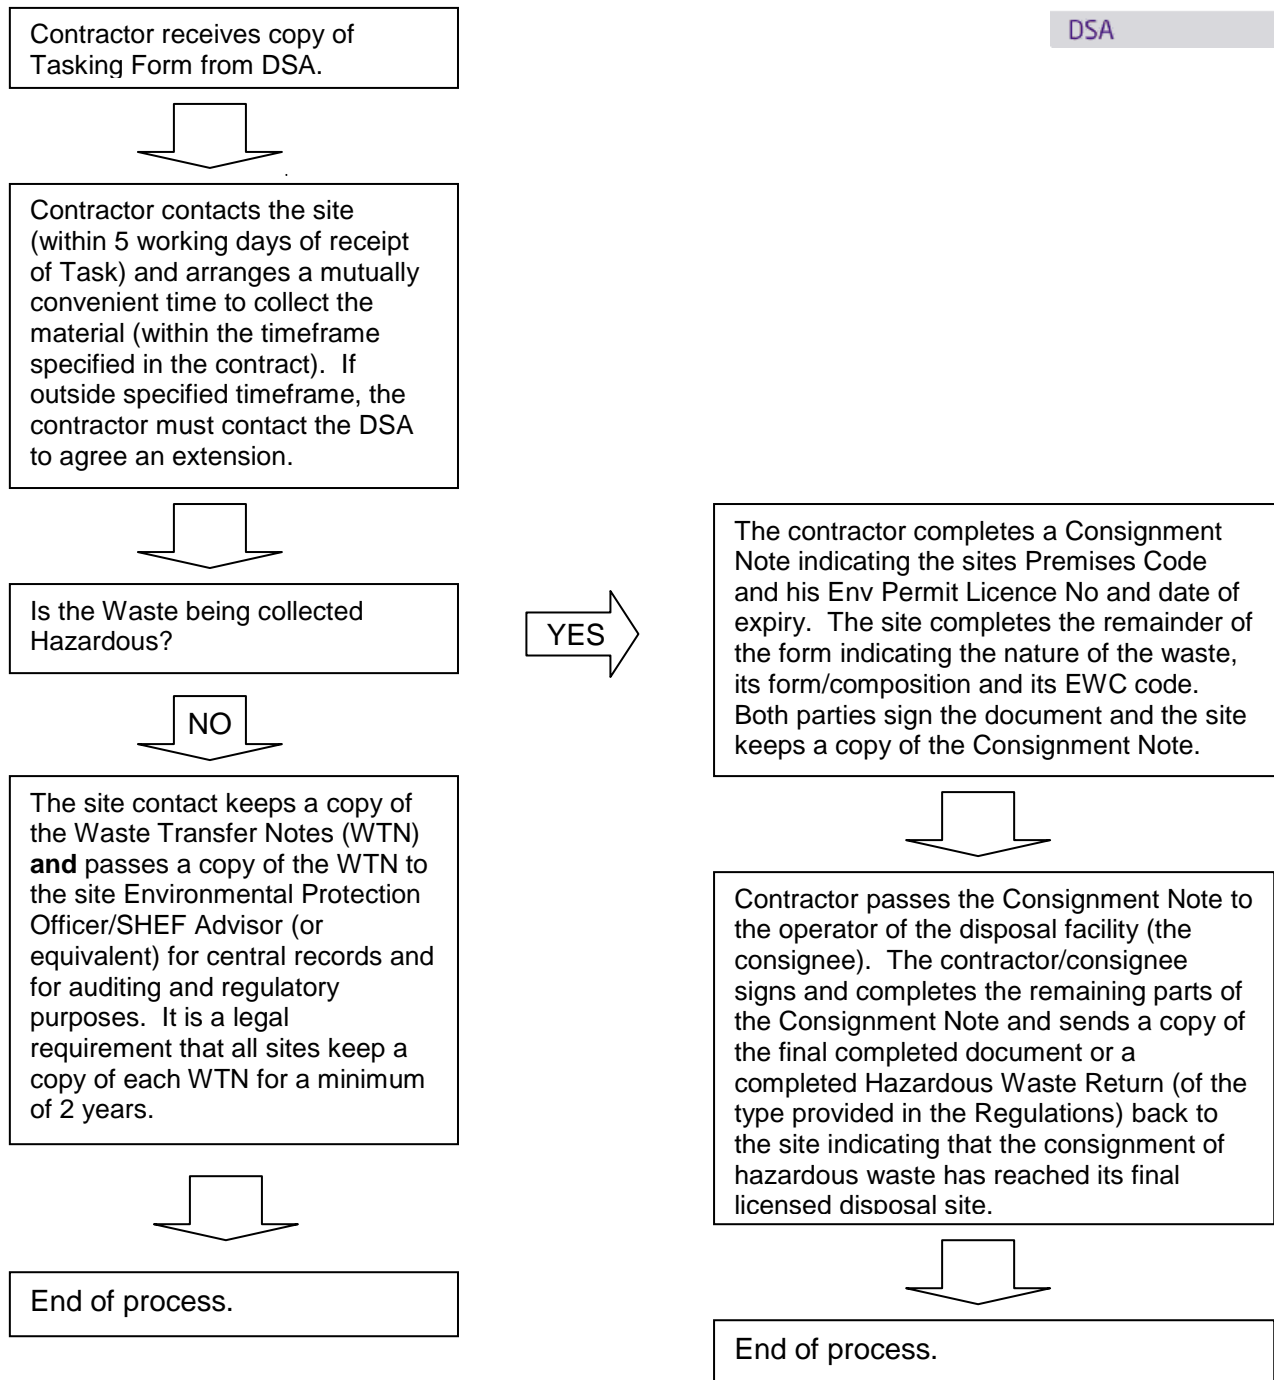 DSA
Contractor receives copy of
Tasking Form from DSA.
Contractor contacts the site
(within 5 working days of receipt
of Task) and arranges a mutually
convenient time to collect the
material (within the timeframe
specified in the contract).  If
outside specified timeframe, the
contractor must contact the DSA
to agree an extension.
Is the Waste being collected
Hazardous?
YES
NO
The site contact keeps a copy of
the Waste Transfer Notes (WTN)
and passes a copy of the WTN to
the site Environmental Protection
Officer/SHEF Advisor (or
equivalent) for central records and
for auditing and regulatory
purposes.  It is a legal
requirement that all sites keep a
copy of each WTN for a minimum
of 2 years.
End of process.
The contractor completes a Consignment
Note indicating the sites Premises Code
and his Env Permit Licence No and date of
expiry.  The site completes the remainder of
the form indicating the nature of the waste,
its form/composition and its EWC code.
Both parties sign the document and the site
keeps a copy of the Consignment Note.
Contractor passes the Consignment Note to
the operator of the disposal facility (the
consignee).  The contractor/consignee
signs and completes the remaining parts of
the Consignment Note and sends a copy of
the final completed document or a
completed Hazardous Waste Return (of the
type provided in the Regulations) back to
the site indicating that the consignment of
hazardous waste has reached its final
licensed disposal site.
End of process.